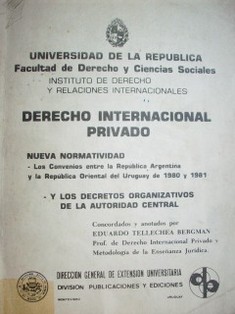 UNIVERSIDAD DE LA REPUBLICA
Facultad de Derecho y Ciencias Sociales
INSTITUTO DE DERECHO
Y RELACIONES INTERNACIONALES
DERECHO INTERNACIONAL
PRIVADO
NUEVA NORMATIVIDAD
- Los Convenios entre la República Argentina
y la República Oriental del Uruguay de 1980 y 1981
- Y LOS DECRETOS ORGANIZATIVOS
DE LA AUTORIDAD CENTRAL
Concordados y anotados por
EDUARDO TELLECHEA BERGMAN
Prof. de Derecho Internacional Privado y
Metodología de la Enseñanza Jurídica
DIRECCION GENERAL DE EXTENSION UNIVERSITARIA
DIVISION PUBLICACIONES Y EDICIONES